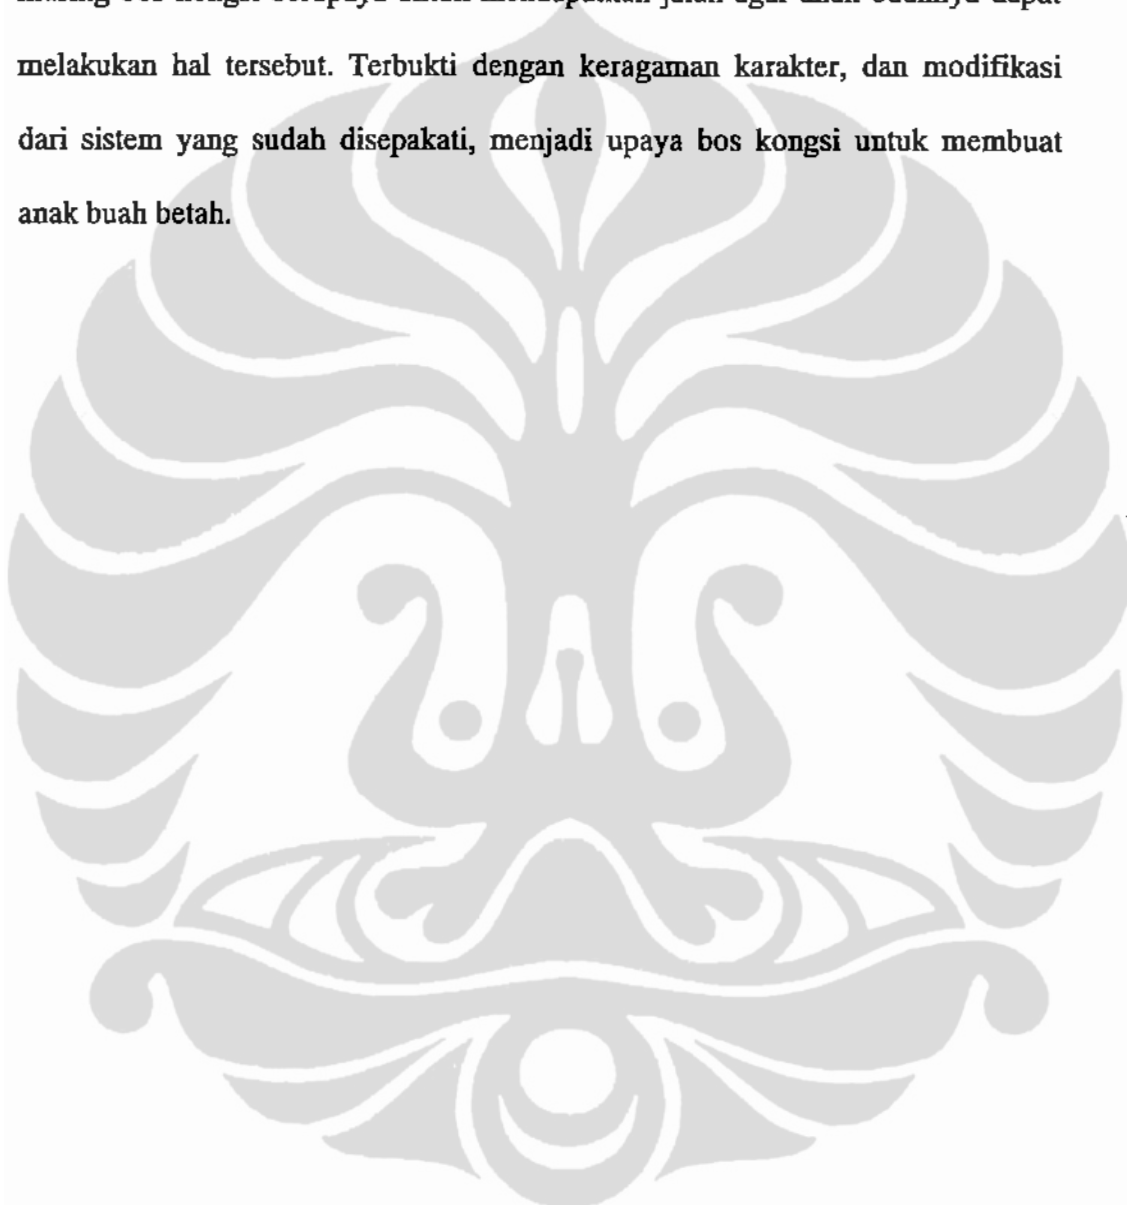 melakukan hal tersebut. Terbukti dengan keragaman karakter, dan modifikasi
dari sistem yang sudah disepakati, menjadi upaya bos kongsi untuk membuat
anak buah betah.